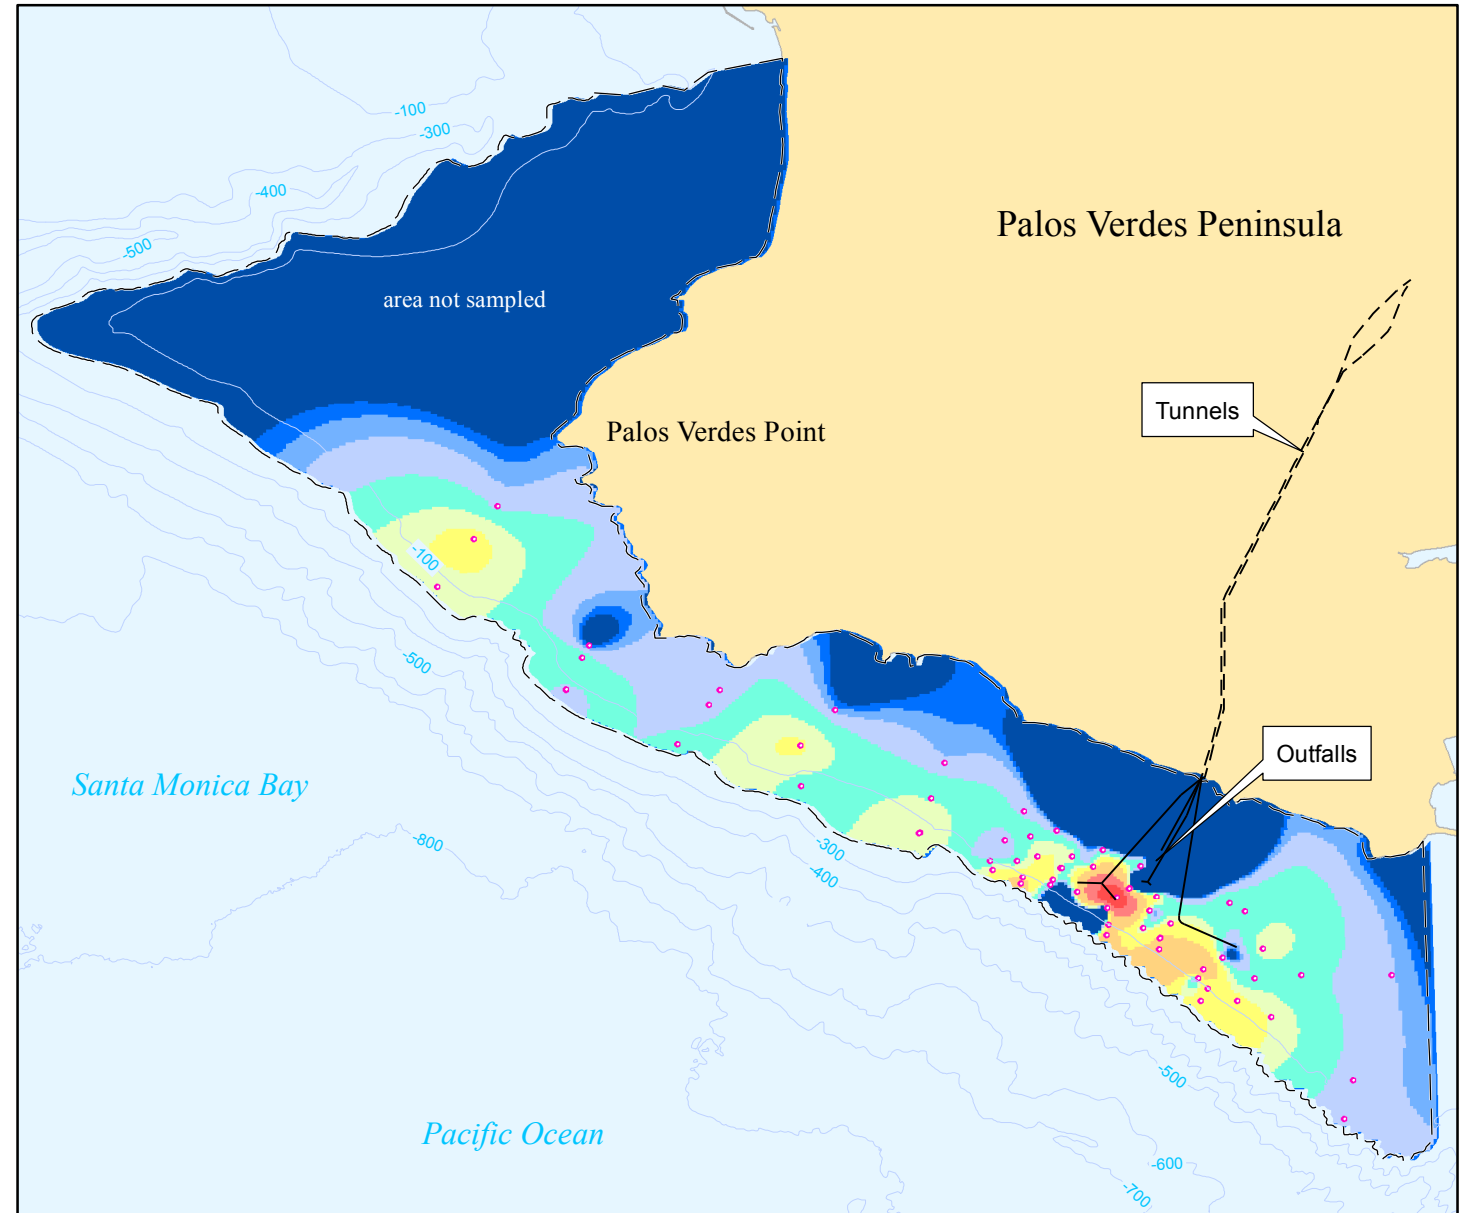 -100
-300
-400
-500
Palos Verdes Peninsula
area not sampled
Tunnels
Palos Verdes Point
-100
-500
Outfalls
Santa Monica Bay
-800
-300
-400
-500
Pacific Ocean
-600
-700